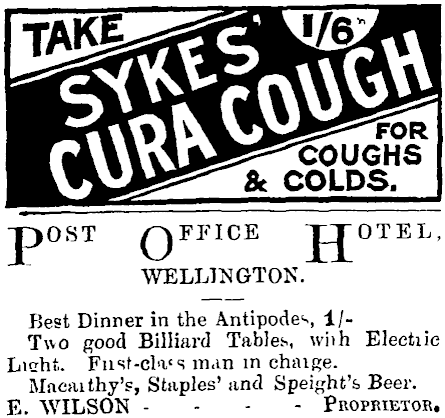 TAKE
1/6
SYKES'
CURA COUGH
FOR
COUGHS
& COLDS.
POST OFFICE HOTEL,
WELLINGTON.
Best Dinner in the Antipodes, 1/-
Two good Billiard Tables, with Electric
Light. First-class man in charge.
Macarthy's, Staples' and Speight's Beer.
E. WILSON - - - - PROPRIETOR.